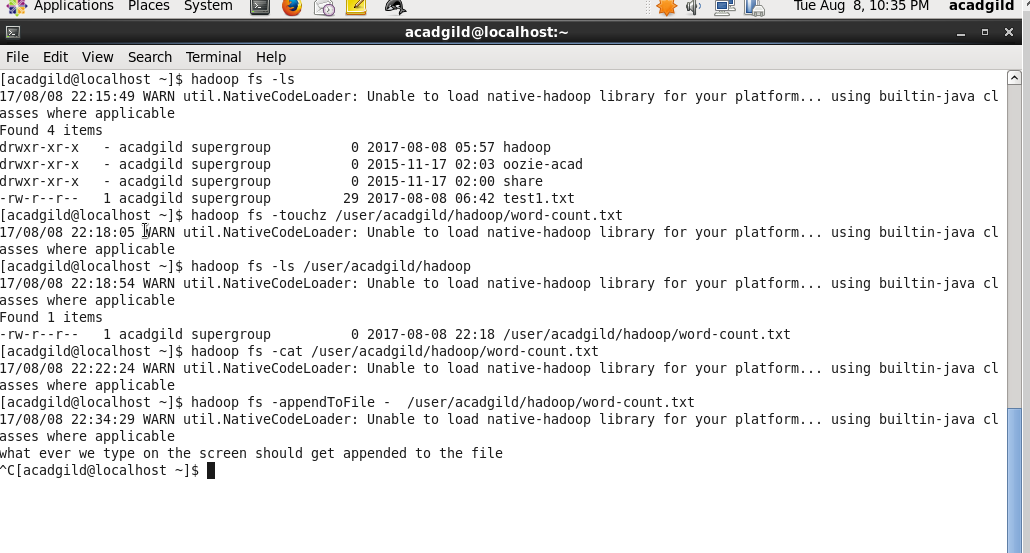 Applications Places System Tue Aug 8, 10:35 PM acadgild
acadgild@localhost:~
File Edit View Search Terminal Help
[acadgild@localhost ~]$ hadoop fs -ls
17/08/08 22:15:49 WARN util.NativeCodeLoader: Unable to load native-hadoop library for your platform... using builtin-java cl
asses where applicable
Found 4 items
drwxr-xr-x   - acadgild supergroup          0 2017-08-08 05:57 hadoop
drwxr-xr-x   - acadgild supergroup          0 2015-11-17 02:03 oozie-acad
drwxr-xr-x   - acadgild supergroup          0 2015-11-17 02:00 share
-rw-r--r--   1 acadgild supergroup         29 2017-08-08 06:42 test1.txt
[acadgild@localhost ~]$ hadoop fs -touchz /user/acadgild/hadoop/word-count.txt
17/08/08 22:18:05 WARN util.NativeCodeLoader: Unable to load native-hadoop library for your platform... using builtin-java cl
asses where applicable
[acadgild@localhost ~]$ hadoop fs -ls /user/acadgild/hadoop
17/08/08 22:18:54 WARN util.NativeCodeLoader: Unable to load native-hadoop library for your platform... using builtin-java cl
asses where applicable
Found 1 items
-rw-r--r--   1 acadgild supergroup          0 2017-08-08 22:18 /user/acadgild/hadoop/word-count.txt
[acadgild@localhost ~]$ hadoop fs -cat /user/acadgild/hadoop/word-count.txt
17/08/08 22:22:24 WARN util.NativeCodeLoader: Unable to load native-hadoop library for your platform... using builtin-java cl
asses where applicable
[acadgild@localhost ~]$ hadoop fs -appendToFile -  /user/acadgild/hadoop/word-count.txt
17/08/08 22:34:29 WARN util.NativeCodeLoader: Unable to load native-hadoop library for your platform... using builtin-java cl
asses where applicable
what ever we type on the screen should get appended to the file
^C[acadgild@localhost ~]$